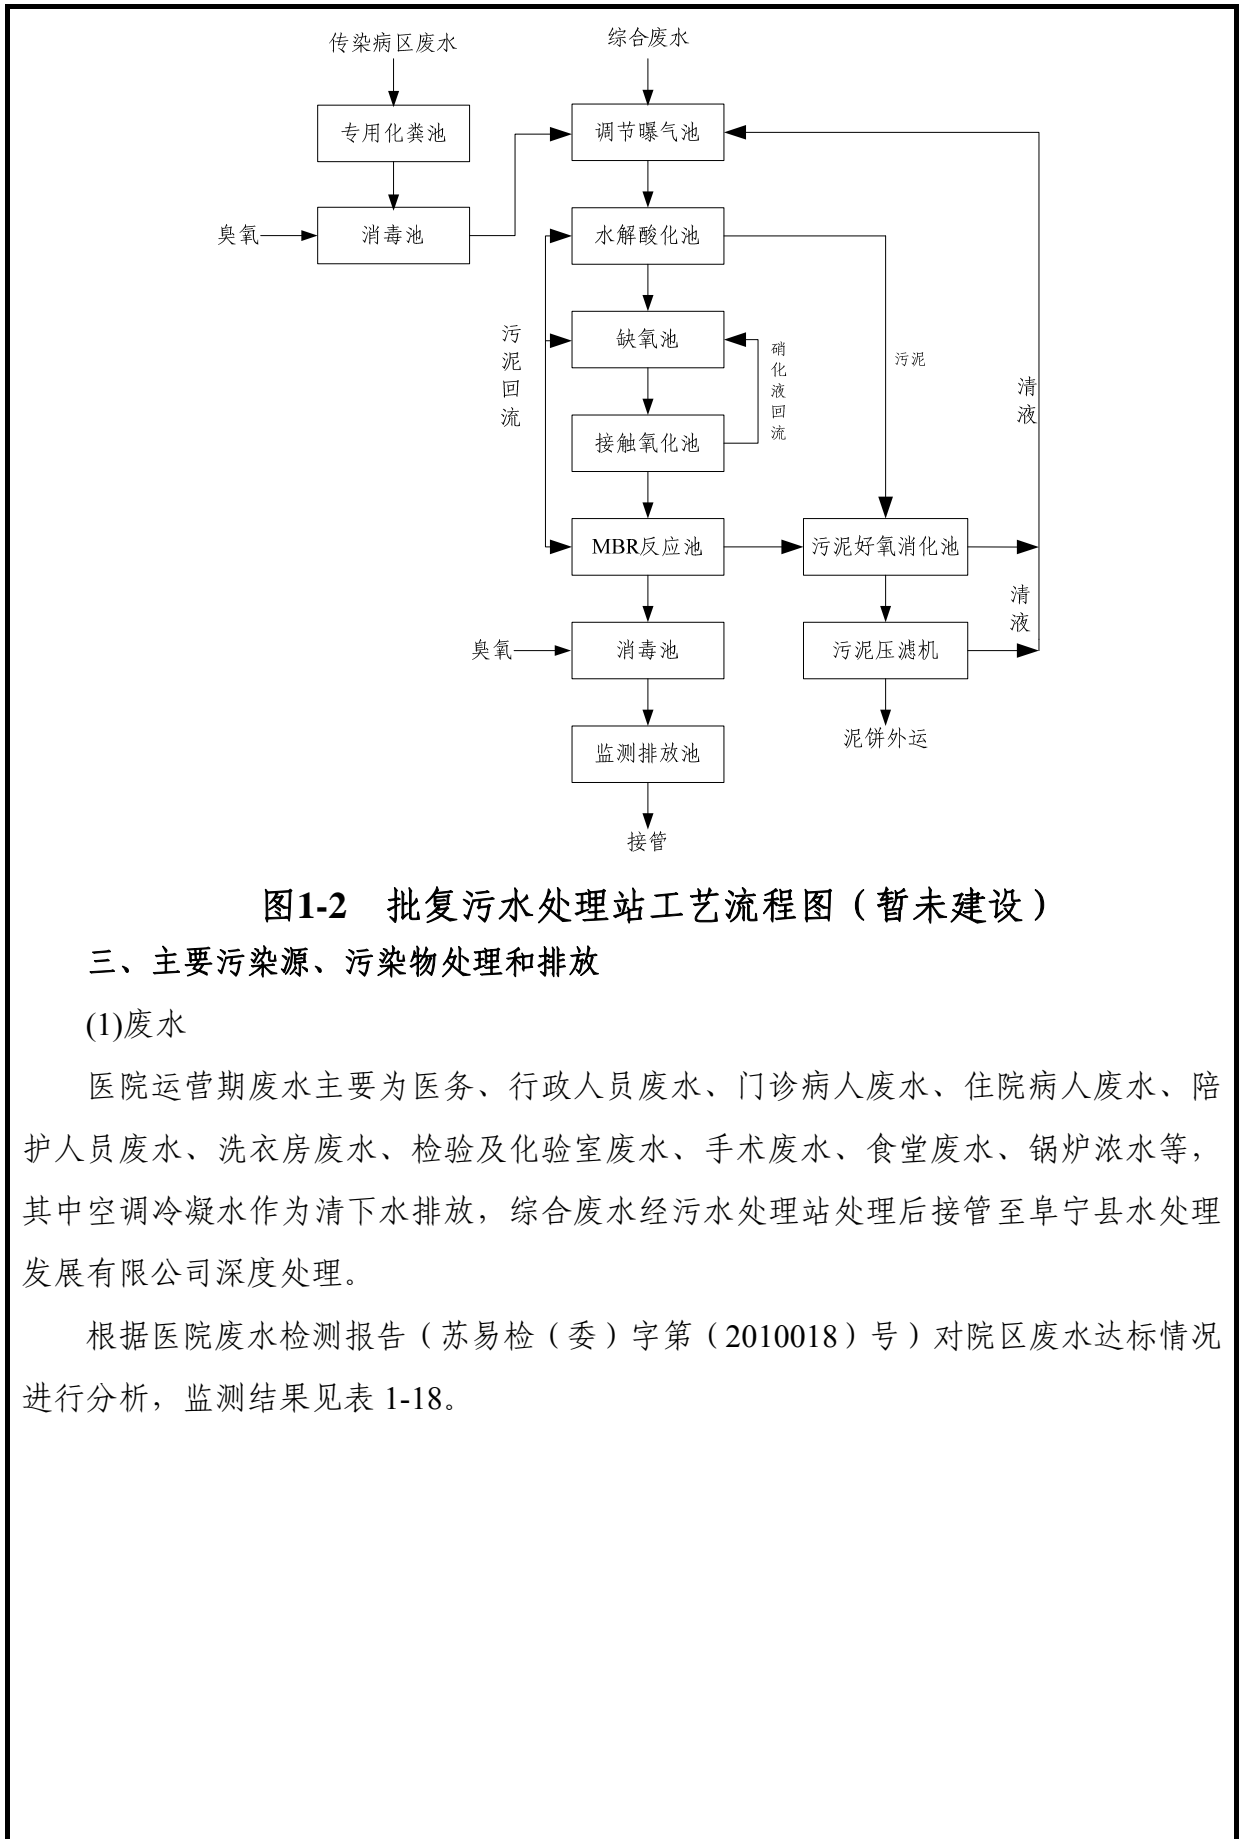 传染病区废水
综合废水
专用化粪池
调节曝气池
臭氧
消毒池
水解酸化池
污泥回流
缺氧池
硝化液回流
污泥
清液
接触氧化池
MBR反应池
污泥好氧消化池
清液
臭氧
消毒池
污泥压滤机
监测排放池
泥饼外运
接管
图1-2 批复污水处理站工艺流程图（暂未建设）
三、主要污染源、污染物处理和排放
(1)废水
医院运营期废水主要为医务、行政人员废水、门诊病人废水、住院病人废水、陪
护人员废水、洗衣房废水、检验及化验室废水、手术废水、食堂废水、锅炉浓水等，
其中空调冷凝水作为清下水排放，综合废水经污水处理站处理后接管至阜宁县水处理
发展有限公司深度处理。
根据医院废水检测报告（苏易检（委）字第（2010018）号）对院区废水达标情况
进行分析，监测结果见表 1-18。